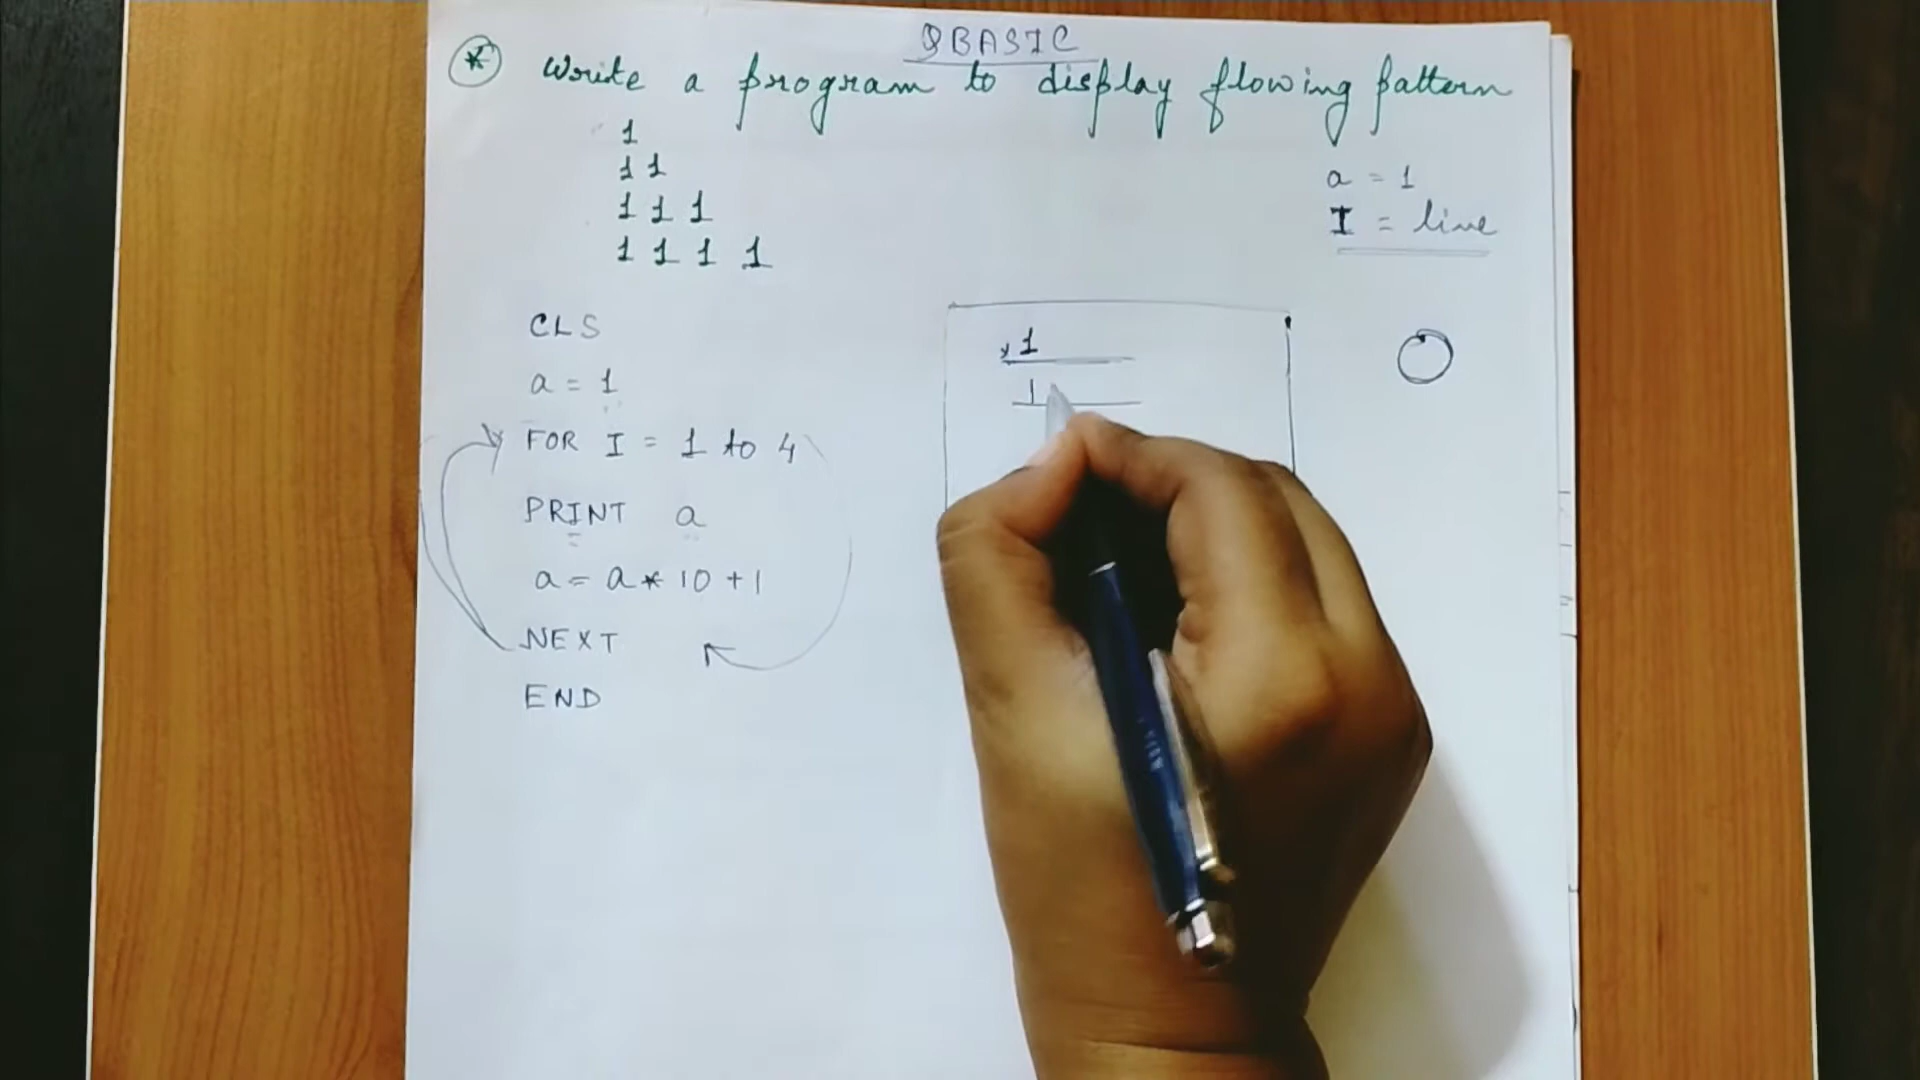 QBASIC
* Write a program to display flowing pattern
1
1 1
1 1 1
1 1 1 1
a = 1
I = line
CLS
a = 1
FOR I = 1 to 4
PRINT a
a = a * 10 + 1
NEXT
END
1
1